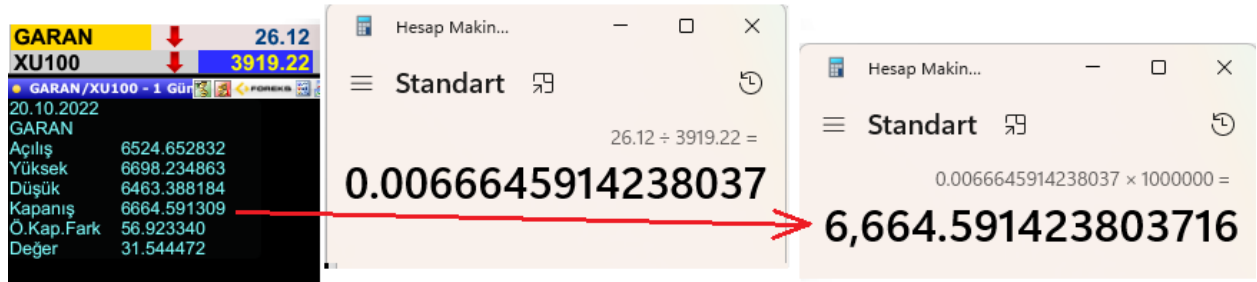 GARAN 26.12
XU100 3919.22
GARAN/XU100 - 1 Gün
FOREKS
20.10.2022
GARAN
Açılış 6524.652832
Yüksek 6698.234863
Düşük 6463.388184
Kapanış 6664.591309
Ö.Kap.Fark 56.923340
Değer 31.544472
Hesap Makin...
Standart
26.12 ÷ 3919.22 =
0.0066645914238037
Hesap Makin...
Standart
0.0066645914238037 × 1000000 =
6,664.591423803716